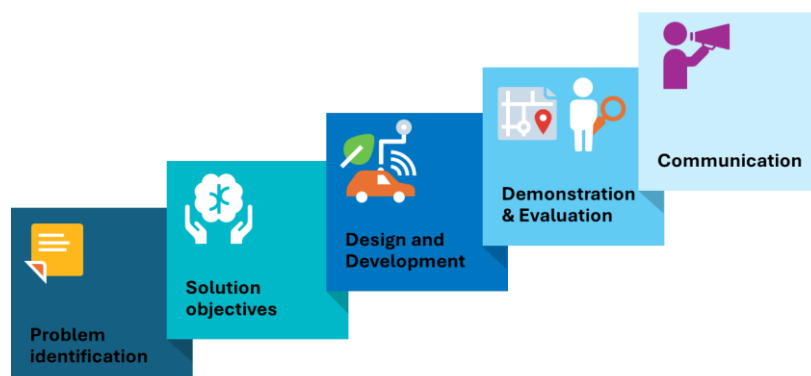 Problem
identification
Solution
objectives
Design and
Development
Demonstration
& Evaluation
Communication